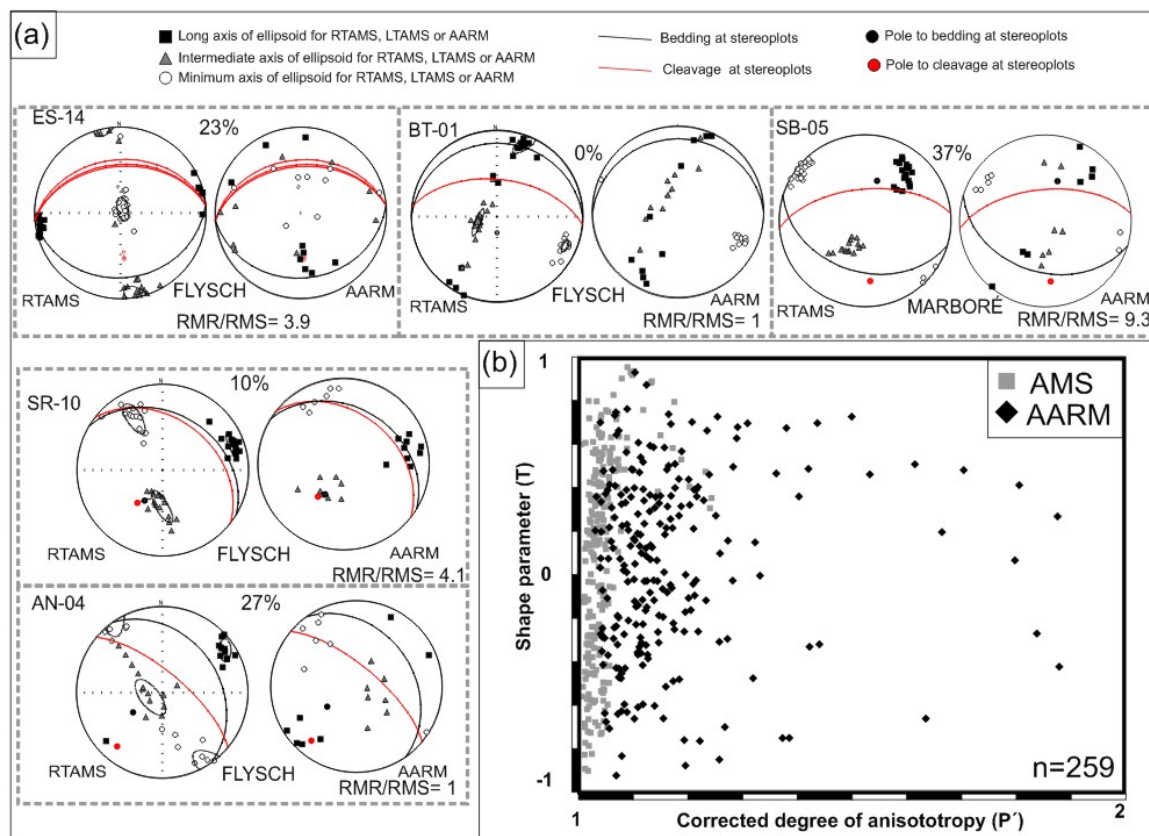 (a)
Long axis of ellipsoid for RTAMS, LTAMS or AARM
Intermediate axis of ellipsoid for RTAMS, LTAMS or AARM
Minimum axis of ellipsoid for RTAMS, LTAMS or AARM
Bedding at stereoplots
Cleavage at stereoplots
Pole to bedding at stereoplots
Pole to cleavage at stereoplots
ES-14
N
23%
RTAMS
FLYSCH
AARM
RMR/RMS= 3.9
BT-01
N
0%
RTAMS
FLYSCH
AARM
RMR/RMS= 1
SB-05
37%
RTAMS
MARBORÉ
AARM
RMR/RMS= 9.3
SR-10
N
10%
RTAMS
FLYSCH
AARM
RMR/RMS= 4.1
AN-04
N
27%
RTAMS
FLYSCH
AARM
RMR/RMS= 1
(b)
AMS
AARM
1
0
-1
Shape parameter (T)
n=259
1
2
Corrected degree of anisototropy (P´)